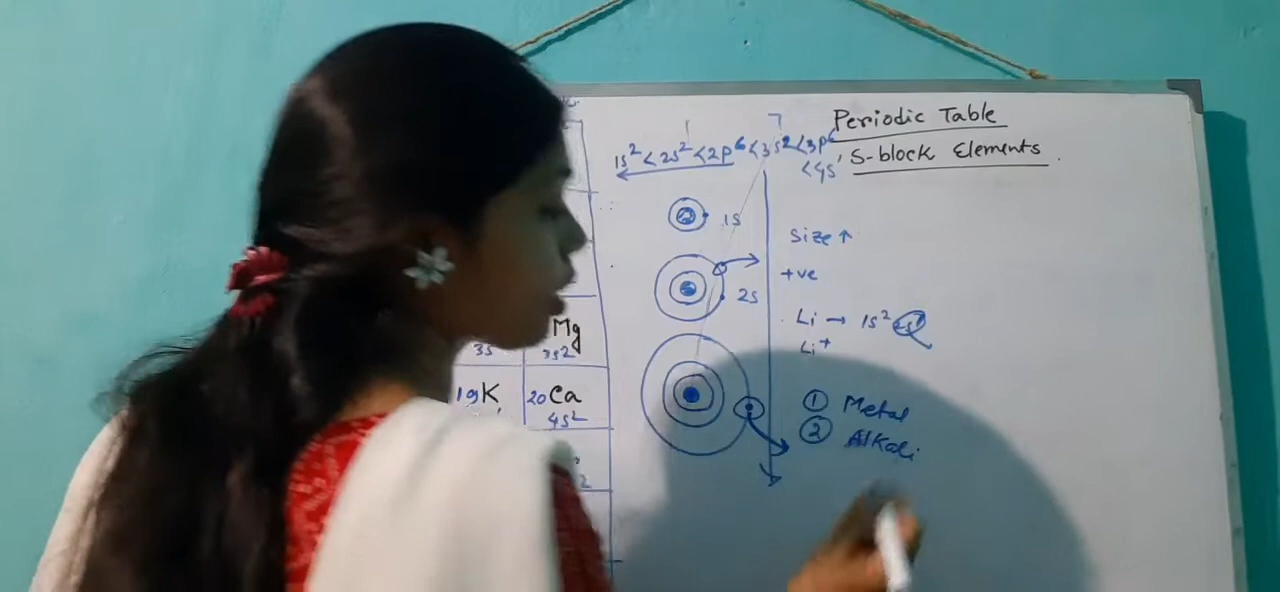 Periodic Table
S-block Elements
1s² < 2s² < 2p⁶ < 3s² < 3p⁶
< 4s¹
1s
2s
Size ↑
+ve
Li → 1s² 2s¹
Li⁺
① Metal
② Alkali
Mg
3s 3s2
19K 20Ca
4s2